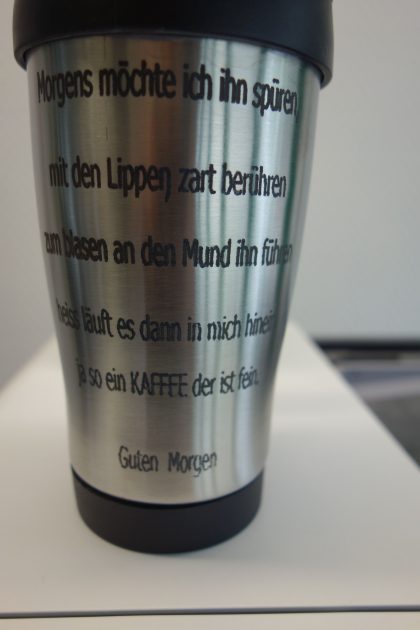 Morgens möchte ich ihn spüren,
mit den Lippen, zart berühren
zum blasen an den Mund ihn führen
heiss läuft es dann in mich hinein
ja so ein KAFFEE der ist fein.
Guten Morgen